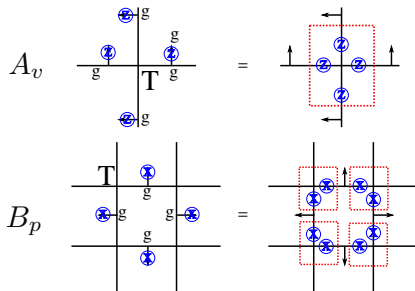 Z g
g
Z Z Z
A_v = Z Z
g T g
Z g Z
T X g X X
g X X
B_p X g g X =
g X X
X X X